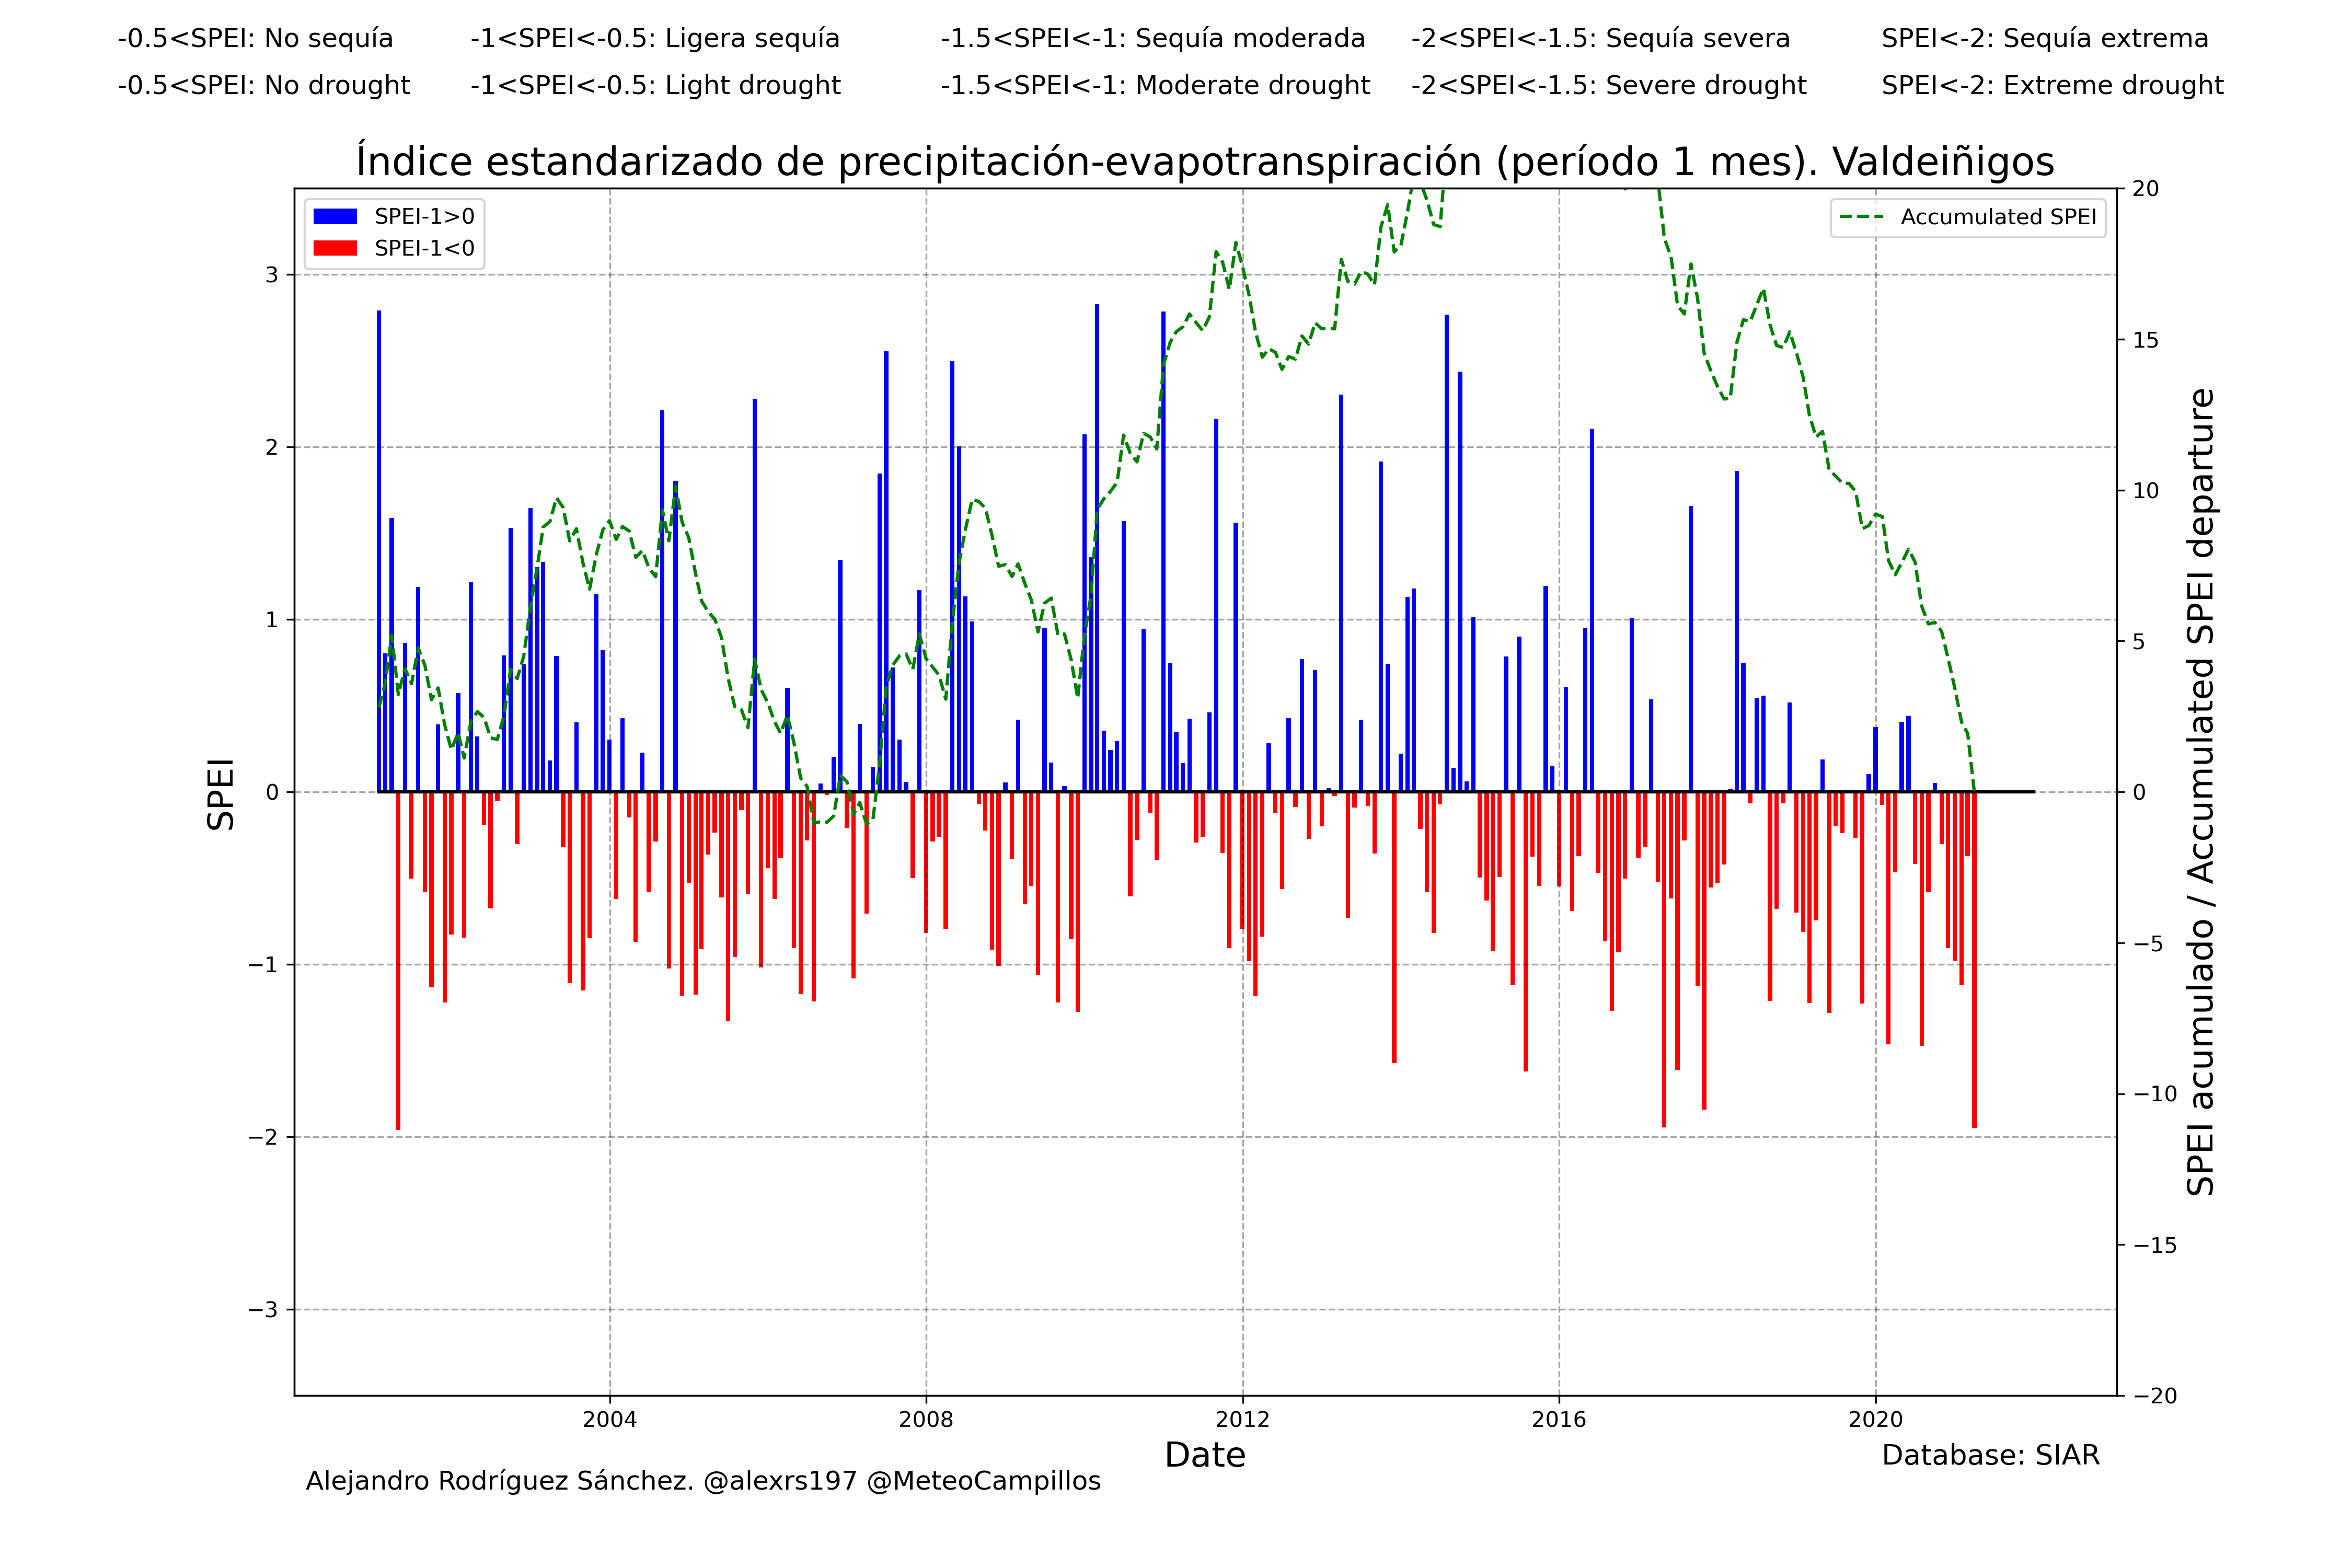 -0.5<SPEI: No sequía -1<SPEI<-0.5: Ligera sequía -1.5<SPEI<-1: Sequía moderada -2<SPEI<-1.5: Sequía severa SPEI<-2: Sequía extrema
-0.5<SPEI: No drought -1<SPEI<-0.5: Light drought -1.5<SPEI<-1: Moderate drought -2<SPEI<-1.5: Severe drought SPEI<-2: Extreme drought
Índice estandarizado de precipitación-evapotranspiración (período 1 mes). Valdeiñigos
SPEI-1>0
SPEI-1<0
Accumulated SPEI
SPEI
3
2
1
0
−1
−2
−3
20
15
10
5
0
−5
−10
−15
−20
SPEI acumulado / Accumulated SPEI departure
2004 2008 2012 2016 2020
Date
Database: SIAR
Alejandro Rodríguez Sánchez. @alexrs197 @MeteoCampillos